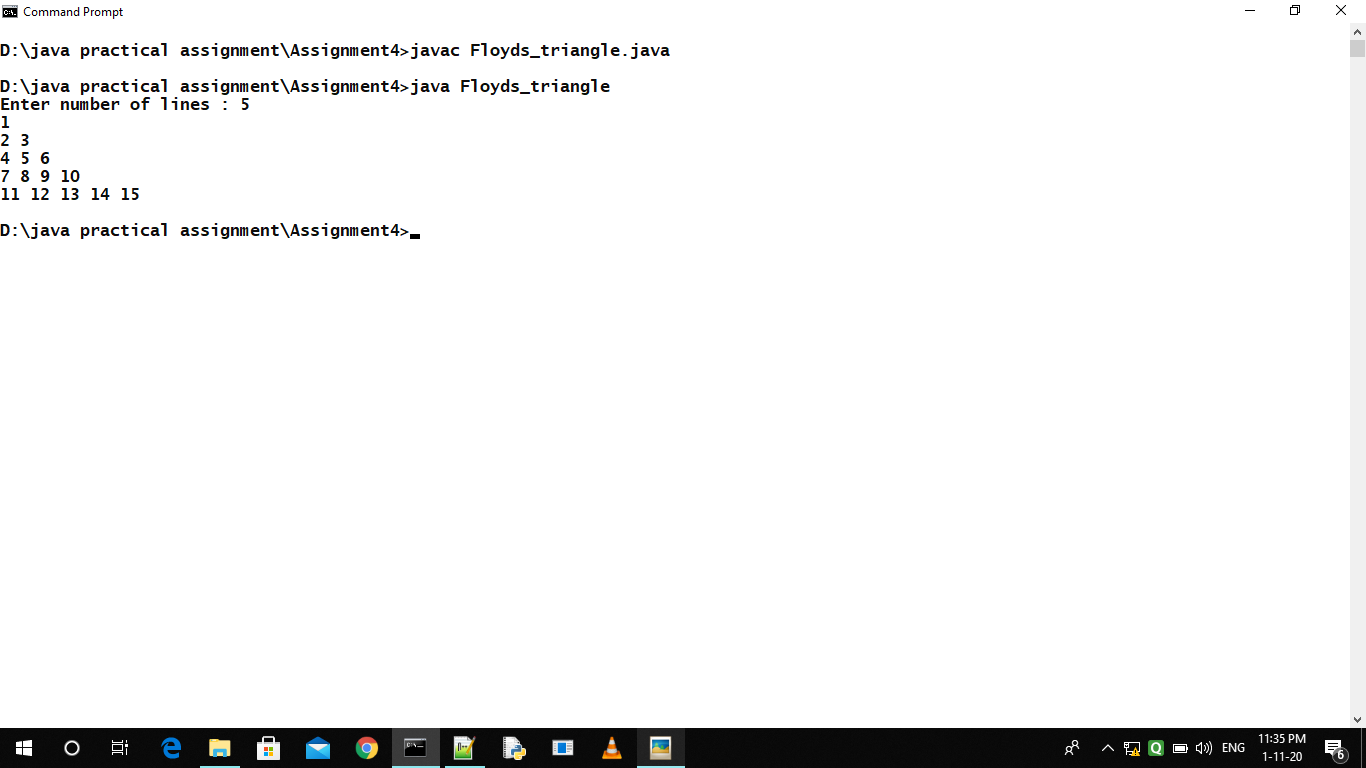 Command Prompt
D:\java practical assignment\Assignment4>javac Floyds_triangle.java
D:\java practical assignment\Assignment4>java Floyds_triangle
Enter number of lines : 5
1
2 3
4 5 6
7 8 9 10
11 12 13 14 15
D:\java practical assignment\Assignment4>
ENG
11:35 PM
1-11-20
6